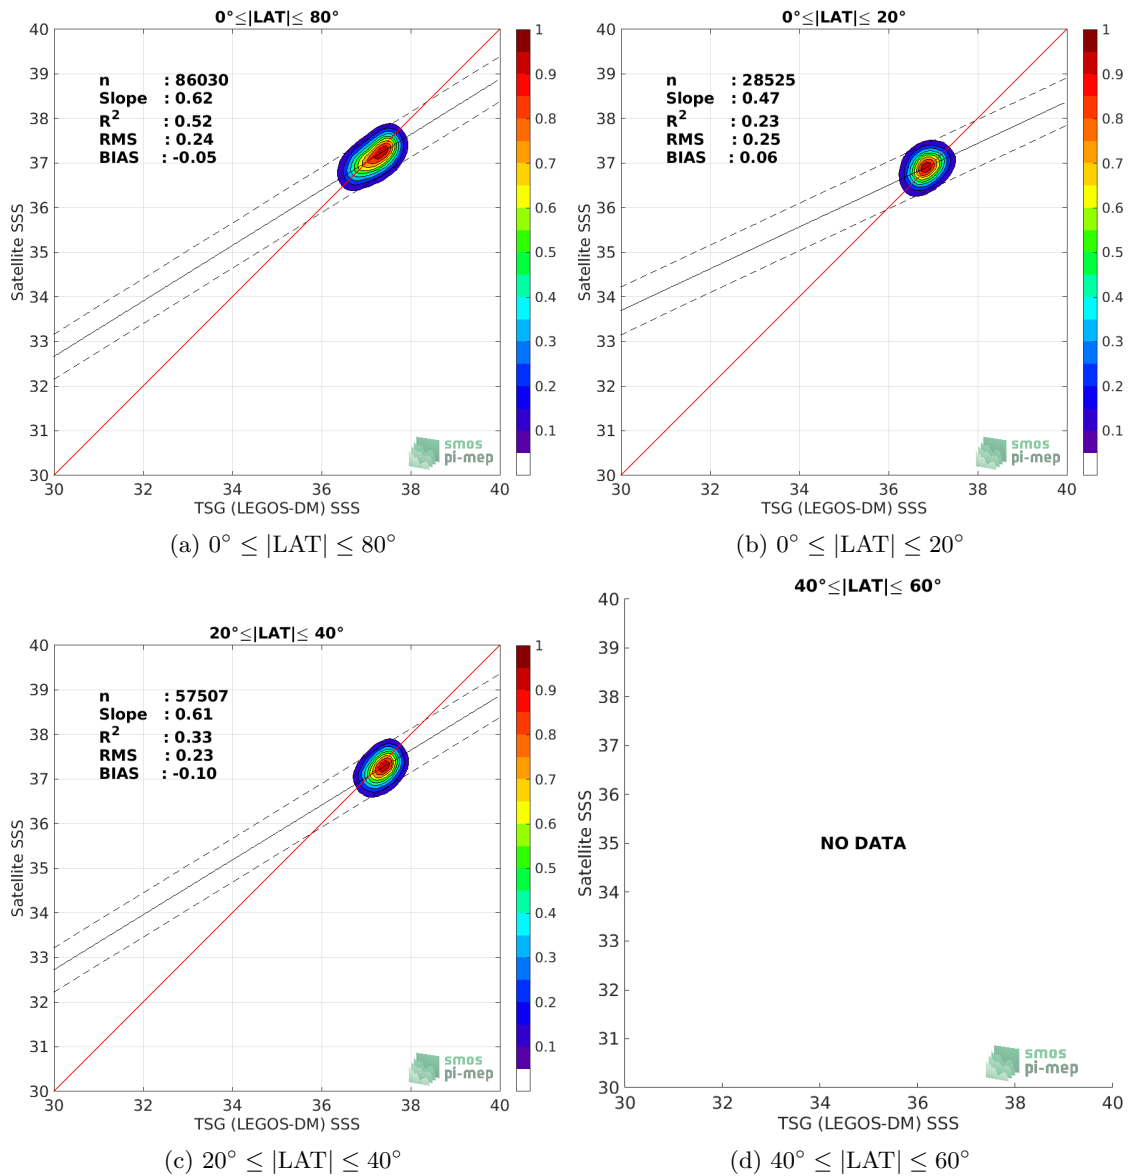 0°≤|LAT|≤ 80°
40
39
38
37
36
35
34
33
32
31
30
Satellite SSS
n : 86030
Slope : 0.62
R2 : 0.52
RMS : 0.24
BIAS : -0.05
1
0.9
0.8
0.7
0.6
0.5
0.4
0.3
0.2
0.1
smos
pi-mep
30 32 34 36 38 40
TSG (LEGOS-DM) SSS
(a) 0° ≤ |LAT| ≤ 80°
0°≤|LAT|≤ 20°
40
39
38
37
36
35
34
33
32
31
30
Satellite SSS
n : 28525
Slope : 0.47
R2 : 0.23
RMS : 0.25
BIAS : 0.06
1
0.9
0.8
0.7
0.6
0.5
0.4
0.3
0.2
0.1
smos
pi-mep
30 32 34 36 38 40
TSG (LEGOS-DM) SSS
(b) 0° ≤ |LAT| ≤ 20°
20°≤|LAT|≤ 40°
40
39
38
37
36
35
34
33
32
31
30
Satellite SSS
n : 57507
Slope : 0.61
R2 : 0.33
RMS : 0.23
BIAS : -0.10
1
0.9
0.8
0.7
0.6
0.5
0.4
0.3
0.2
0.1
smos
pi-mep
30 32 34 36 38 40
TSG (LEGOS-DM) SSS
(c) 20° ≤ |LAT| ≤ 40°
40°≤|LAT|≤ 60°
40
39
38
37
36
35
34
33
32
31
30
Satellite SSS
NO DATA
smos
pi-mep
30 32 34 36 38 40
TSG (LEGOS-DM) SSS
(d) 40° ≤ |LAT| ≤ 60°